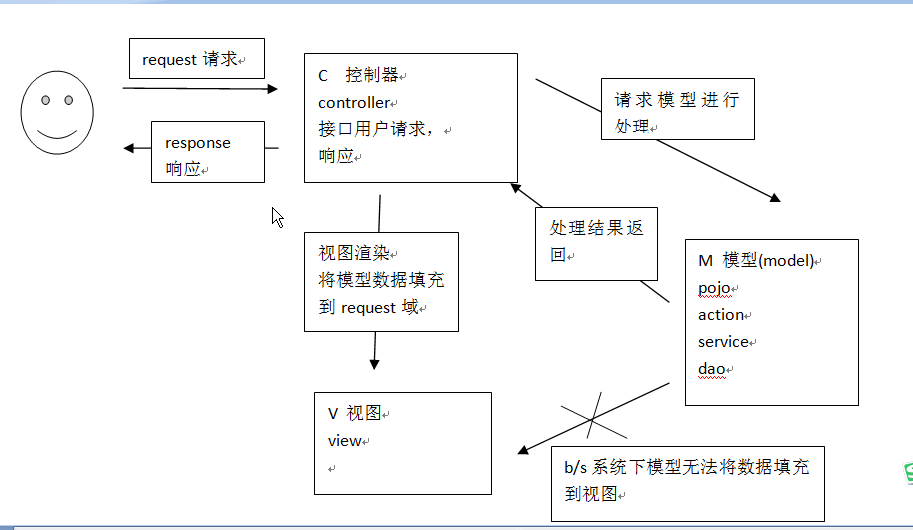 request 请求
C 控制器
controller
接口用户请求，
响应
请求模型进行
处理
response
响应
处理结果返
回
视图渲染
将模型数据填充
到 request 域
M 模型(model)
pojo
action
service
dao
V 视图
view
b/s 系统下模型无法将数据填充
到视图